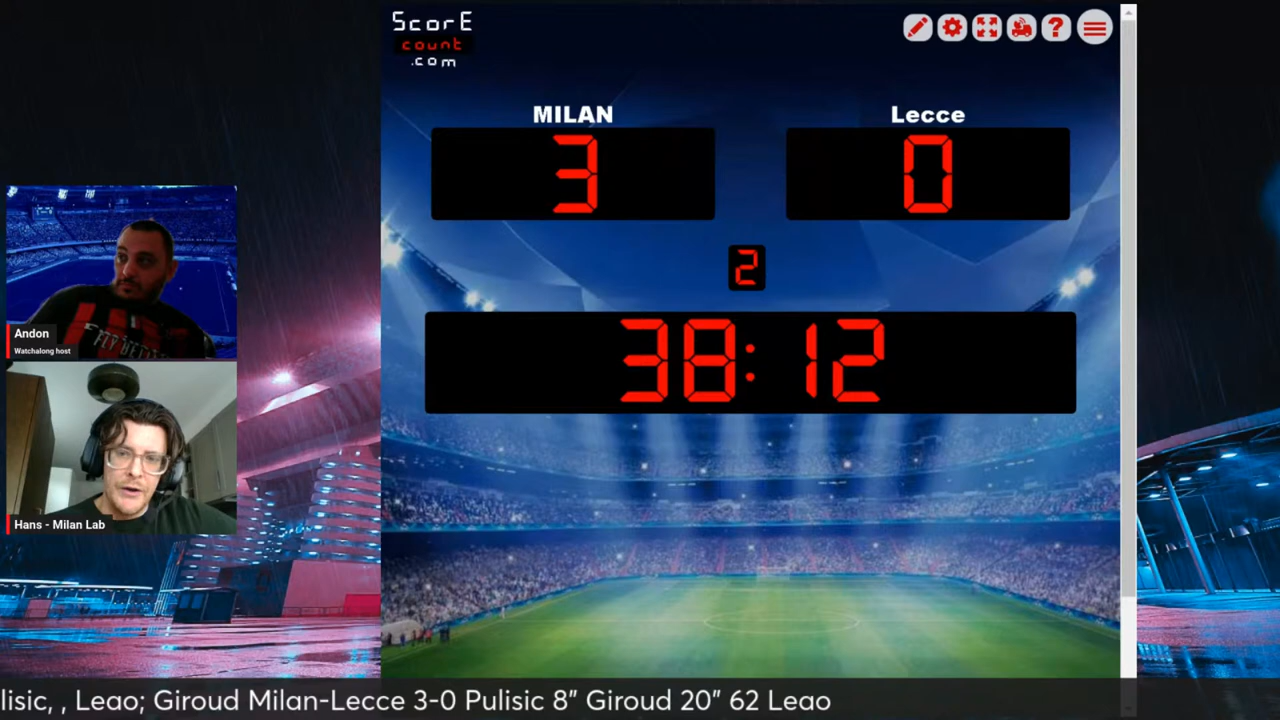 ScorE
count
.com
MILAN
Lecce
3
0
2
38:12
Andon
Watchalong host
Hans - Milan Lab
lisic, , Leao; Giroud Milan-Lecce 3-0 Pulisic 8” Giroud 20” 62 Leao